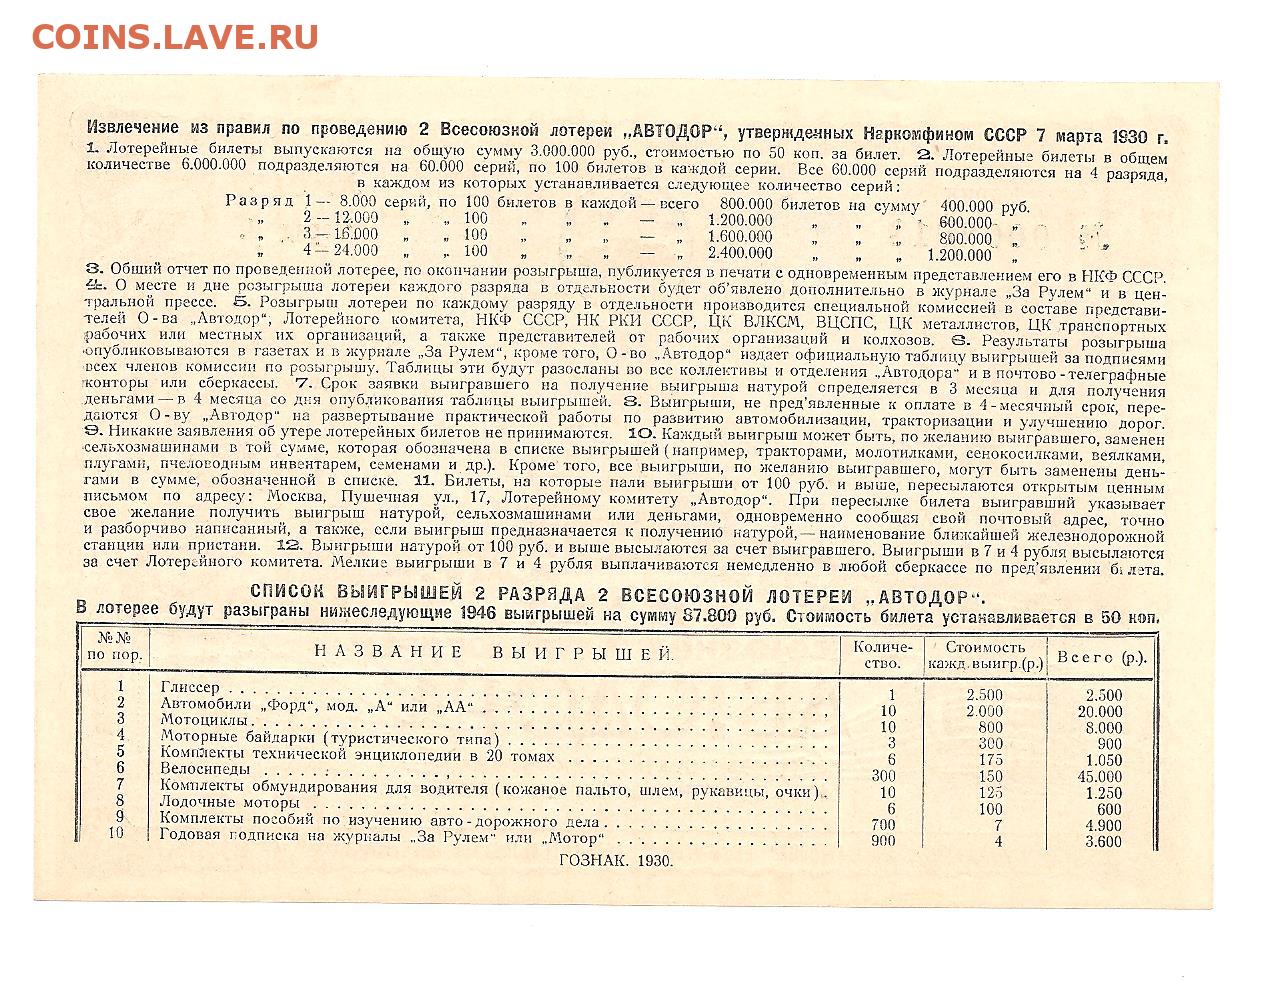 COINS.LAVE.RU
Извлечение из правил по проведению 2 Всесоюзной лотереи „АВТОДОР“, утвержденных Наркомфином СССР 7 марта 1930 г.
1. Лотерейные билеты выпускаются на общую сумму 3.000.000 руб., стоимостью по 50 коп. за билет. 2. Лотерейные билеты в общем
количестве 6.000.000 подразделяются на 60.000 серий, по 100 билетов в каждой серии. Все 60.000 серий подразделяются на 4 разряда,
в каждом из которых устанавливается следующее количество серий:
Разряд 1 — 8.000 серий, по 100 билетов в каждой — всего 800.000 билетов на сумму 400.000 руб.
„ 2 — 12.000 „ „ 100 „ „ „ — „ 1.200.000 „ „ „ 600.000 „
„ 3 — 16.000 „ „ 100 „ „ „ — „ 1.600.000 „ „ „ 800.000 „
„ 4 — 24.000 „ „ 100 „ „ „ — „ 2.400.000 „ „ „ 1.200.000 „
3. Общий отчет по проведенной лотерее, по окончании розыгрыша, публикуется в печати с одновременным представлением его в НКФ СССР.
4. О месте и дне розыгрыша лотереи каждого разряда в отдельности будет об’явлено дополнительно в журнале „За Рулем“ и в цен-
тральной прессе. 5. Розыгрыш лотереи по каждому разряду в отдельности производится специальной комиссией в составе представи-
телей О-ва „Автодор“, Лотерейного комитета, НКФ СССР, НК РКИ СССР, ЦК ВЛКСМ, ВЦСПС, ЦК металлистов, ЦК транспортных
рабочих или местных их организаций, а также представителей от рабочих организаций и колхозов. 6. Результаты розыгрыша
опубликовываются в газетах и в журнале „За Рулем“, кроме того, О-во „Автодор“ издает официальную таблицу выигрышей за подписями
всех членов комиссии по розыгрышу. Таблицы эти будут разосланы во все коллективы и отделения „Автодора“ и в почтово-телеграфные
конторы или сберкассы. 7. Срок заявки выигравшего на получение выигрыша натурой определяется в 3 месяца и для получения
деньгами — в 4 месяца со дня опубликования таблицы выигрышей. 8. Выигрыши, не пред’явленные к оплате в 4-месячный срок, пере-
даются О-ву „Автодор“ на развертывание практической работы по развитию автомобилизации, тракторизации и улучшению дорог.
9. Никакие заявления об утере лотерейных билетов не принимаются. 10. Каждый выигрыш может быть, по желанию выигравшего, заменен
сельхозмашинами в той сумме, которая обозначена в списке выигрышей (например, тракторами, молотилками, сенокосилками, веялками,
плугами, пчеловодным инвентарем, семенами и др.). Кроме того, все выигрыши, по желанию выигравшего, могут быть заменены день-
гами в сумме, обозначенной в списке. 11. Билеты, на которые пали выигрыши от 100 руб. и выше, пересылаются открытым ценным
письмом по адресу: Москва, Пушечная ул., 17, Лотерейному комитету „Автодор“. При пересылке билета выигравший указывает
свое желание получить выигрыш натурой, сельхозмашинами или деньгами, одновременно сообщая свой почтовый адрес, точно
и разборчиво написанный, а также, если выигрыш предназначается к получению натурой, — наименование ближайшей железнодорожной
станции или пристани. 12. Выигрыши натурой от 100 руб. и выше высылаются за счет выигравшего. Выигрыши в 7 и 4 рубля высылаются
за счет Лотерейного комитета. Мелкие выигрыши в 7 и 4 рубля выплачиваются немедленно в любой сберкассе по пред’явлении билета.
СПИСОК ВЫИГРЫШЕЙ 2 РАЗРЯДА 2 ВСЕСОЮЗНОЙ ЛОТЕРЕИ „АВТОДОР“.
В лотерее будут разыграны нижеследующие 1946 выигрышей на сумму 87.800 руб. Стоимость билета устанавливается в 50 коп.
№№ по пор. НАЗВАНИЕ ВЫИГРЫШЕЙ. Количе-ство. Стоимость кажд. выигр. (р.) Всего (р.).
1 Глиссер 1 2.500 2.500
2 Автомобили „Форд“, мод. „А“ или „АА“ 10 2.000 20.000
3 Мотоциклы 10 800 8.000
4 Моторные байдарки (туристического типа) 3 300 900
5 Комплекты технической энциклопедии в 20 томах 6 175 1.050
6 Велосипеды 300 150 45.000
7 Комплекты обмундирования для водителя (кожаное пальто, шлем, рукавицы, очки) 10 125 1.250
8 Лодочные моторы 6 100 600
9 Комплекты пособий по изучению авто-дорожного дела 700 7 4.900
10 Годовая подписка на журналы „За Рулем“ или „Мотор“ 900 4 3.600
ГОЗНАК. 1930.